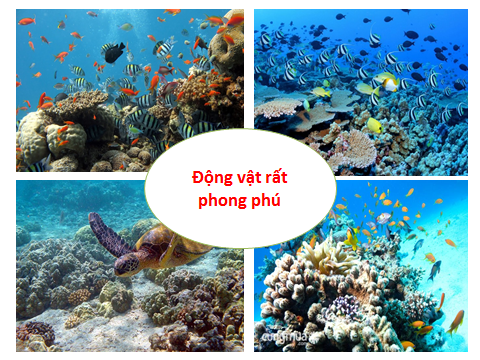 Động vật rất
phong phú